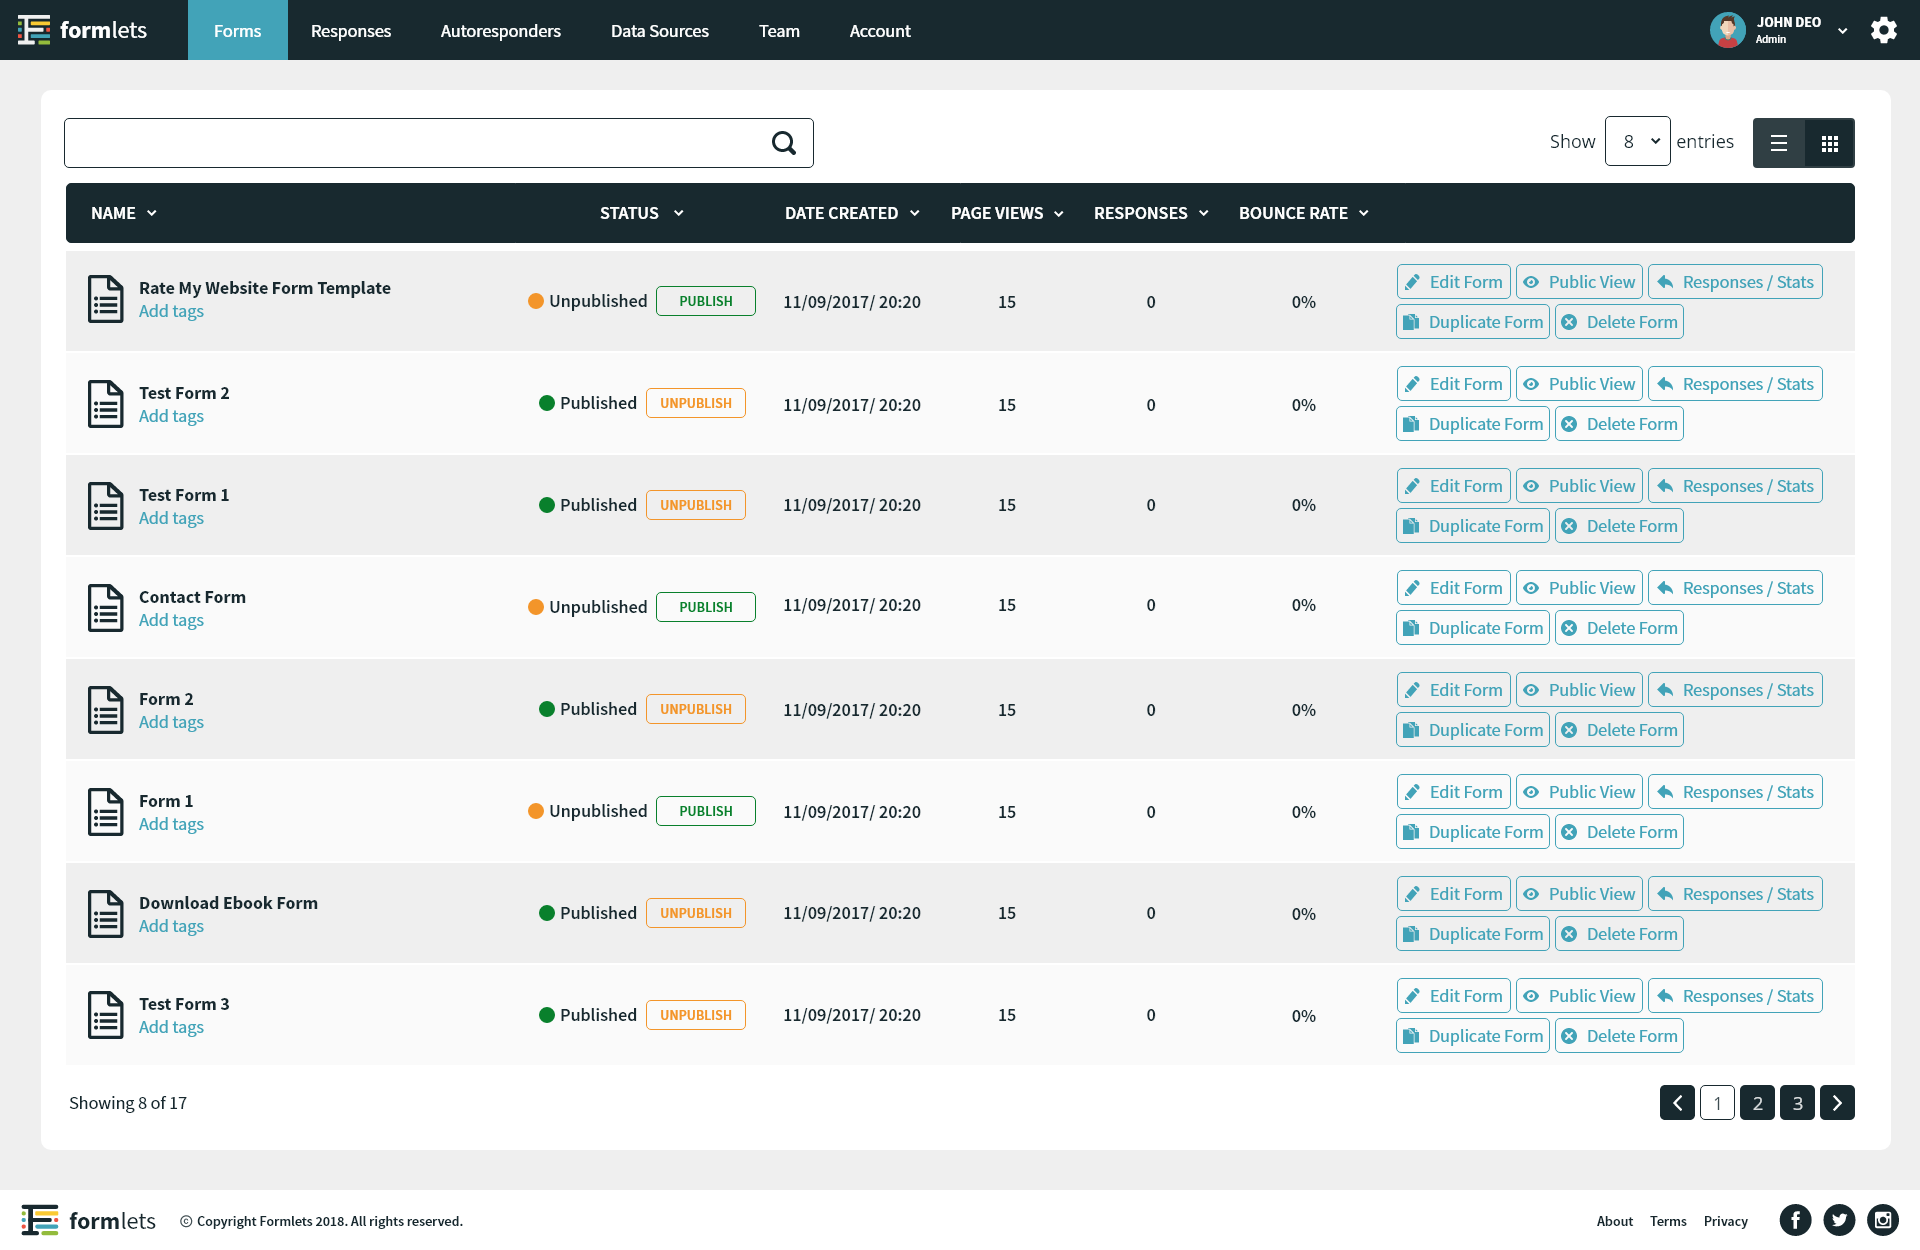 formlets Forms Responses Autoresponders Data Sources Team Account JOHN DEO
Admin
Show 8 entries
NAME STATUS DATE CREATED PAGE VIEWS RESPONSES BOUNCE RATE
Rate My Website Form Template
Add tags
Unpublished PUBLISH 11/09/2017/ 20:20 15 0 0%
Edit Form Public View Responses / Stats
Duplicate Form Delete Form
Test Form 2
Add tags
Published UNPUBLISH 11/09/2017/ 20:20 15 0 0%
Edit Form Public View Responses / Stats
Duplicate Form Delete Form
Test Form 1
Add tags
Published UNPUBLISH 11/09/2017/ 20:20 15 0 0%
Edit Form Public View Responses / Stats
Duplicate Form Delete Form
Contact Form
Add tags
Unpublished PUBLISH 11/09/2017/ 20:20 15 0 0%
Edit Form Public View Responses / Stats
Duplicate Form Delete Form
Form 2
Add tags
Published UNPUBLISH 11/09/2017/ 20:20 15 0 0%
Edit Form Public View Responses / Stats
Duplicate Form Delete Form
Form 1
Add tags
Unpublished PUBLISH 11/09/2017/ 20:20 15 0 0%
Edit Form Public View Responses / Stats
Duplicate Form Delete Form
Download Ebook Form
Add tags
Published UNPUBLISH 11/09/2017/ 20:20 15 0 0%
Edit Form Public View Responses / Stats
Duplicate Form Delete Form
Test Form 3
Add tags
Published UNPUBLISH 11/09/2017/ 20:20 15 0 0%
Edit Form Public View Responses / Stats
Duplicate Form Delete Form
Showing 8 of 17 1 2 3
formlets © Copyright Formlets 2018. All rights reserved. About Terms Privacy